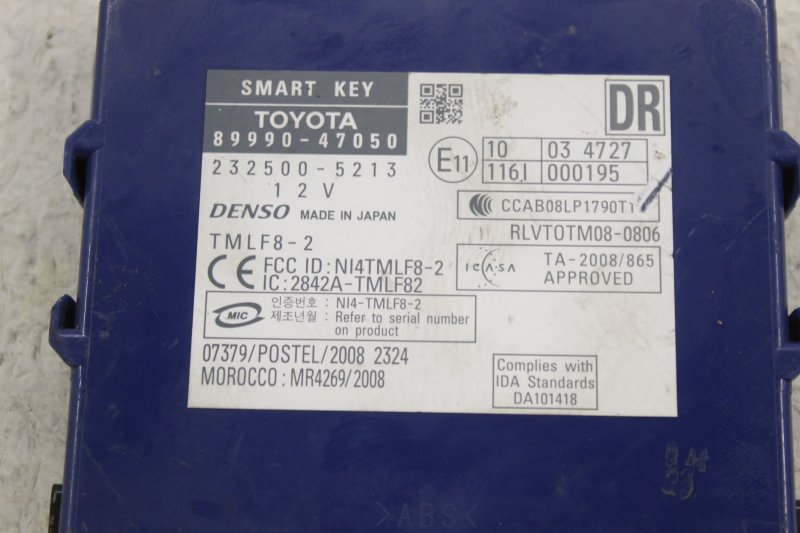 SMART KEY
TOYOTA
89990-47050
232500-5213
12V
DENSO MADE IN JAPAN
TMLF8-2
CE FCC ID: NI4TMLF8-2
IC:2842A-TMLF82
MIC 인증번호 : NI4-TMLF8-2
제조년월 : Refer to serial number
on product
07379/POSTEL/2008 2324
MOROCCO: MR4269/2008
DR
E11 10 03 4727
116J 000195
CCAB08LP1790T1
RLVTOTM08-0806
ICASA TA-2008/865
APPROVED
Complies with
IDA Standards
DA101418
>ABS<